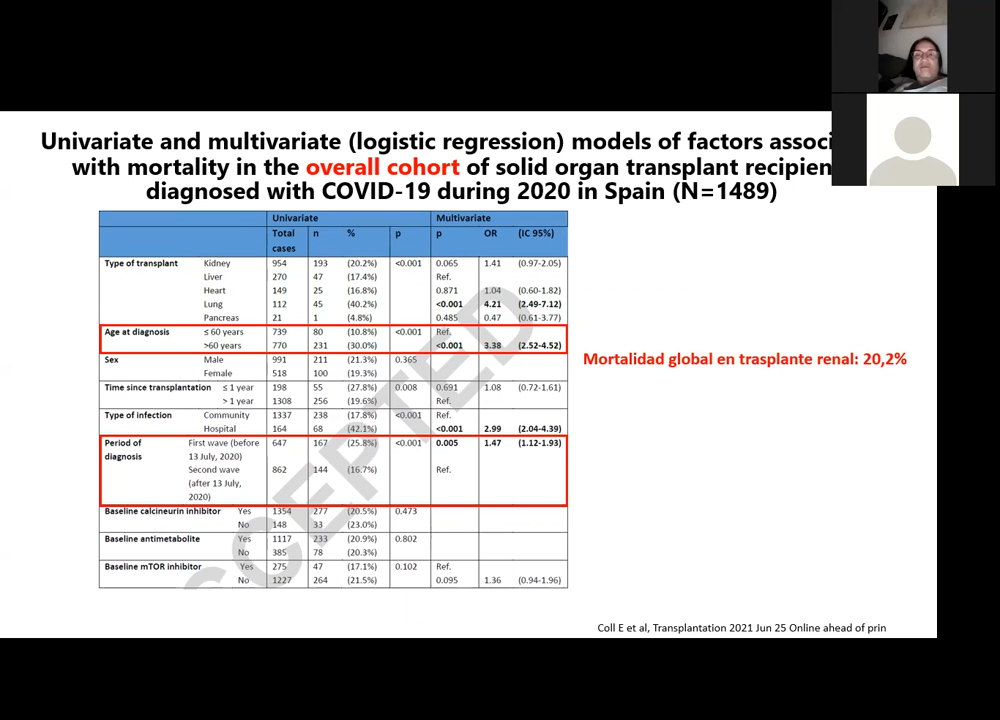 Univariate and multivariate (logistic regression) models of factors associ
with mortality in the overall cohort of solid organ transplant recipien
diagnosed with COVID-19 during 2020 in Spain (N=1489)
Univariate Multivariate
Total cases n % p p OR (IC 95%)
Type of transplant Kidney 954 193 (20.2%) <0.001 0.065 1.41 (0.97-2.05)
Liver 270 47 (17.4%) Ref.
Heart 149 25 (16.8%) 0.871 1.04 (0.60-1.82)
Lung 112 45 (40.2%) <0.001 4.21 (2.49-7.12)
Pancreas 21 1 (4.8%) 0.485 0.47 (0.61-3.77)
Age at diagnosis ≤ 60 years 739 80 (10.8%) <0.001 Ref.
>60 years 770 231 (30.0%) <0.001 3.38 (2.52-4.52)
Sex Male 991 211 (21.3%) 0.365
Female 518 100 (19.3%)
Time since transplantation ≤ 1 year 198 55 (27.8%) 0.008 0.691 1.08 (0.72-1.61)
> 1 year 1308 256 (19.6%) Ref.
Type of infection Community 1337 238 (17.8%) <0.001 Ref.
Hospital 164 68 (42.1%) <0.001 2.99 (2.04-4.39)
Period of First wave (before 647 167 (25.8%) <0.001 0.005 1.47 (1.12-1.93)
diagnosis 13 July, 2020)
Second wave 862 144 (16.7%) Ref.
(after 13 July,
2020)
Baseline calcineurin inhibitor Yes 1354 277 (20.5%) 0.473
No 148 33 (23.0%)
Baseline antimetabolite Yes 1117 233 (20.9%) 0.802
No 385 78 (20.3%)
Baseline mTOR inhibitor Yes 275 47 (17.1%) 0.102 Ref.
No 1227 264 (21.5%) 0.095 1.36 (0.94-1.96)
CCEPTED
Mortalidad global en trasplante renal: 20,2%
Coll E et al, Transplantation 2021 Jun 25 Online ahead of prin